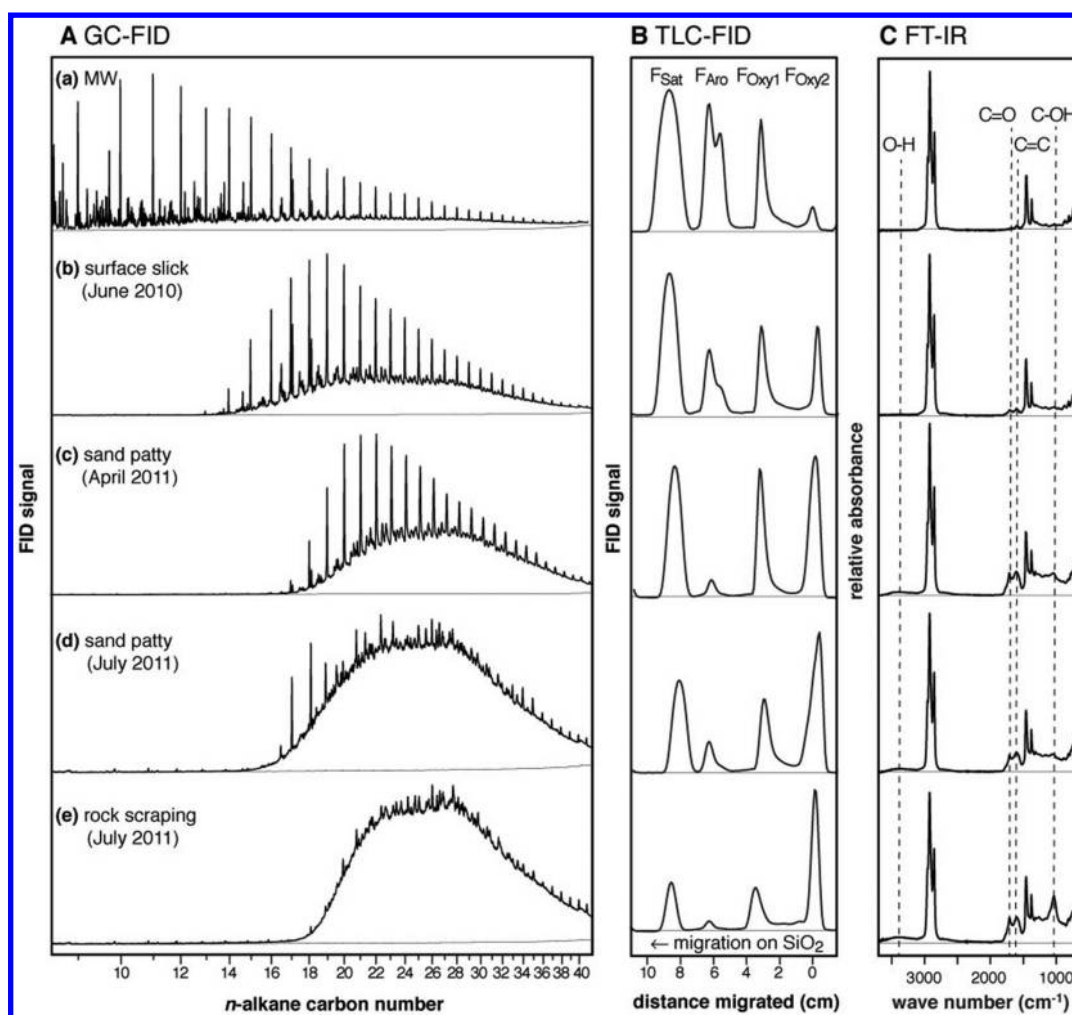 A GC-FID
B TLC-FID
C FT-IR
(a) MW
FSat FAro FOxy1 FOxy2
C=O C-OH
O-H C=C
(b) surface slick
(June 2010)
(c) sand patty
(April 2011)
FID signal
FID signal
relative absorbance
(d) sand patty
(July 2011)
(e) rock scraping
(July 2011)
← migration on SiO2
10 12 14 16 18 20 22 24 26 28 30 32 34 36 38 40
n-alkane carbon number
10 8 6 4 2 0
distance migrated (cm)
3000 2000 1000
wave number (cm-1)